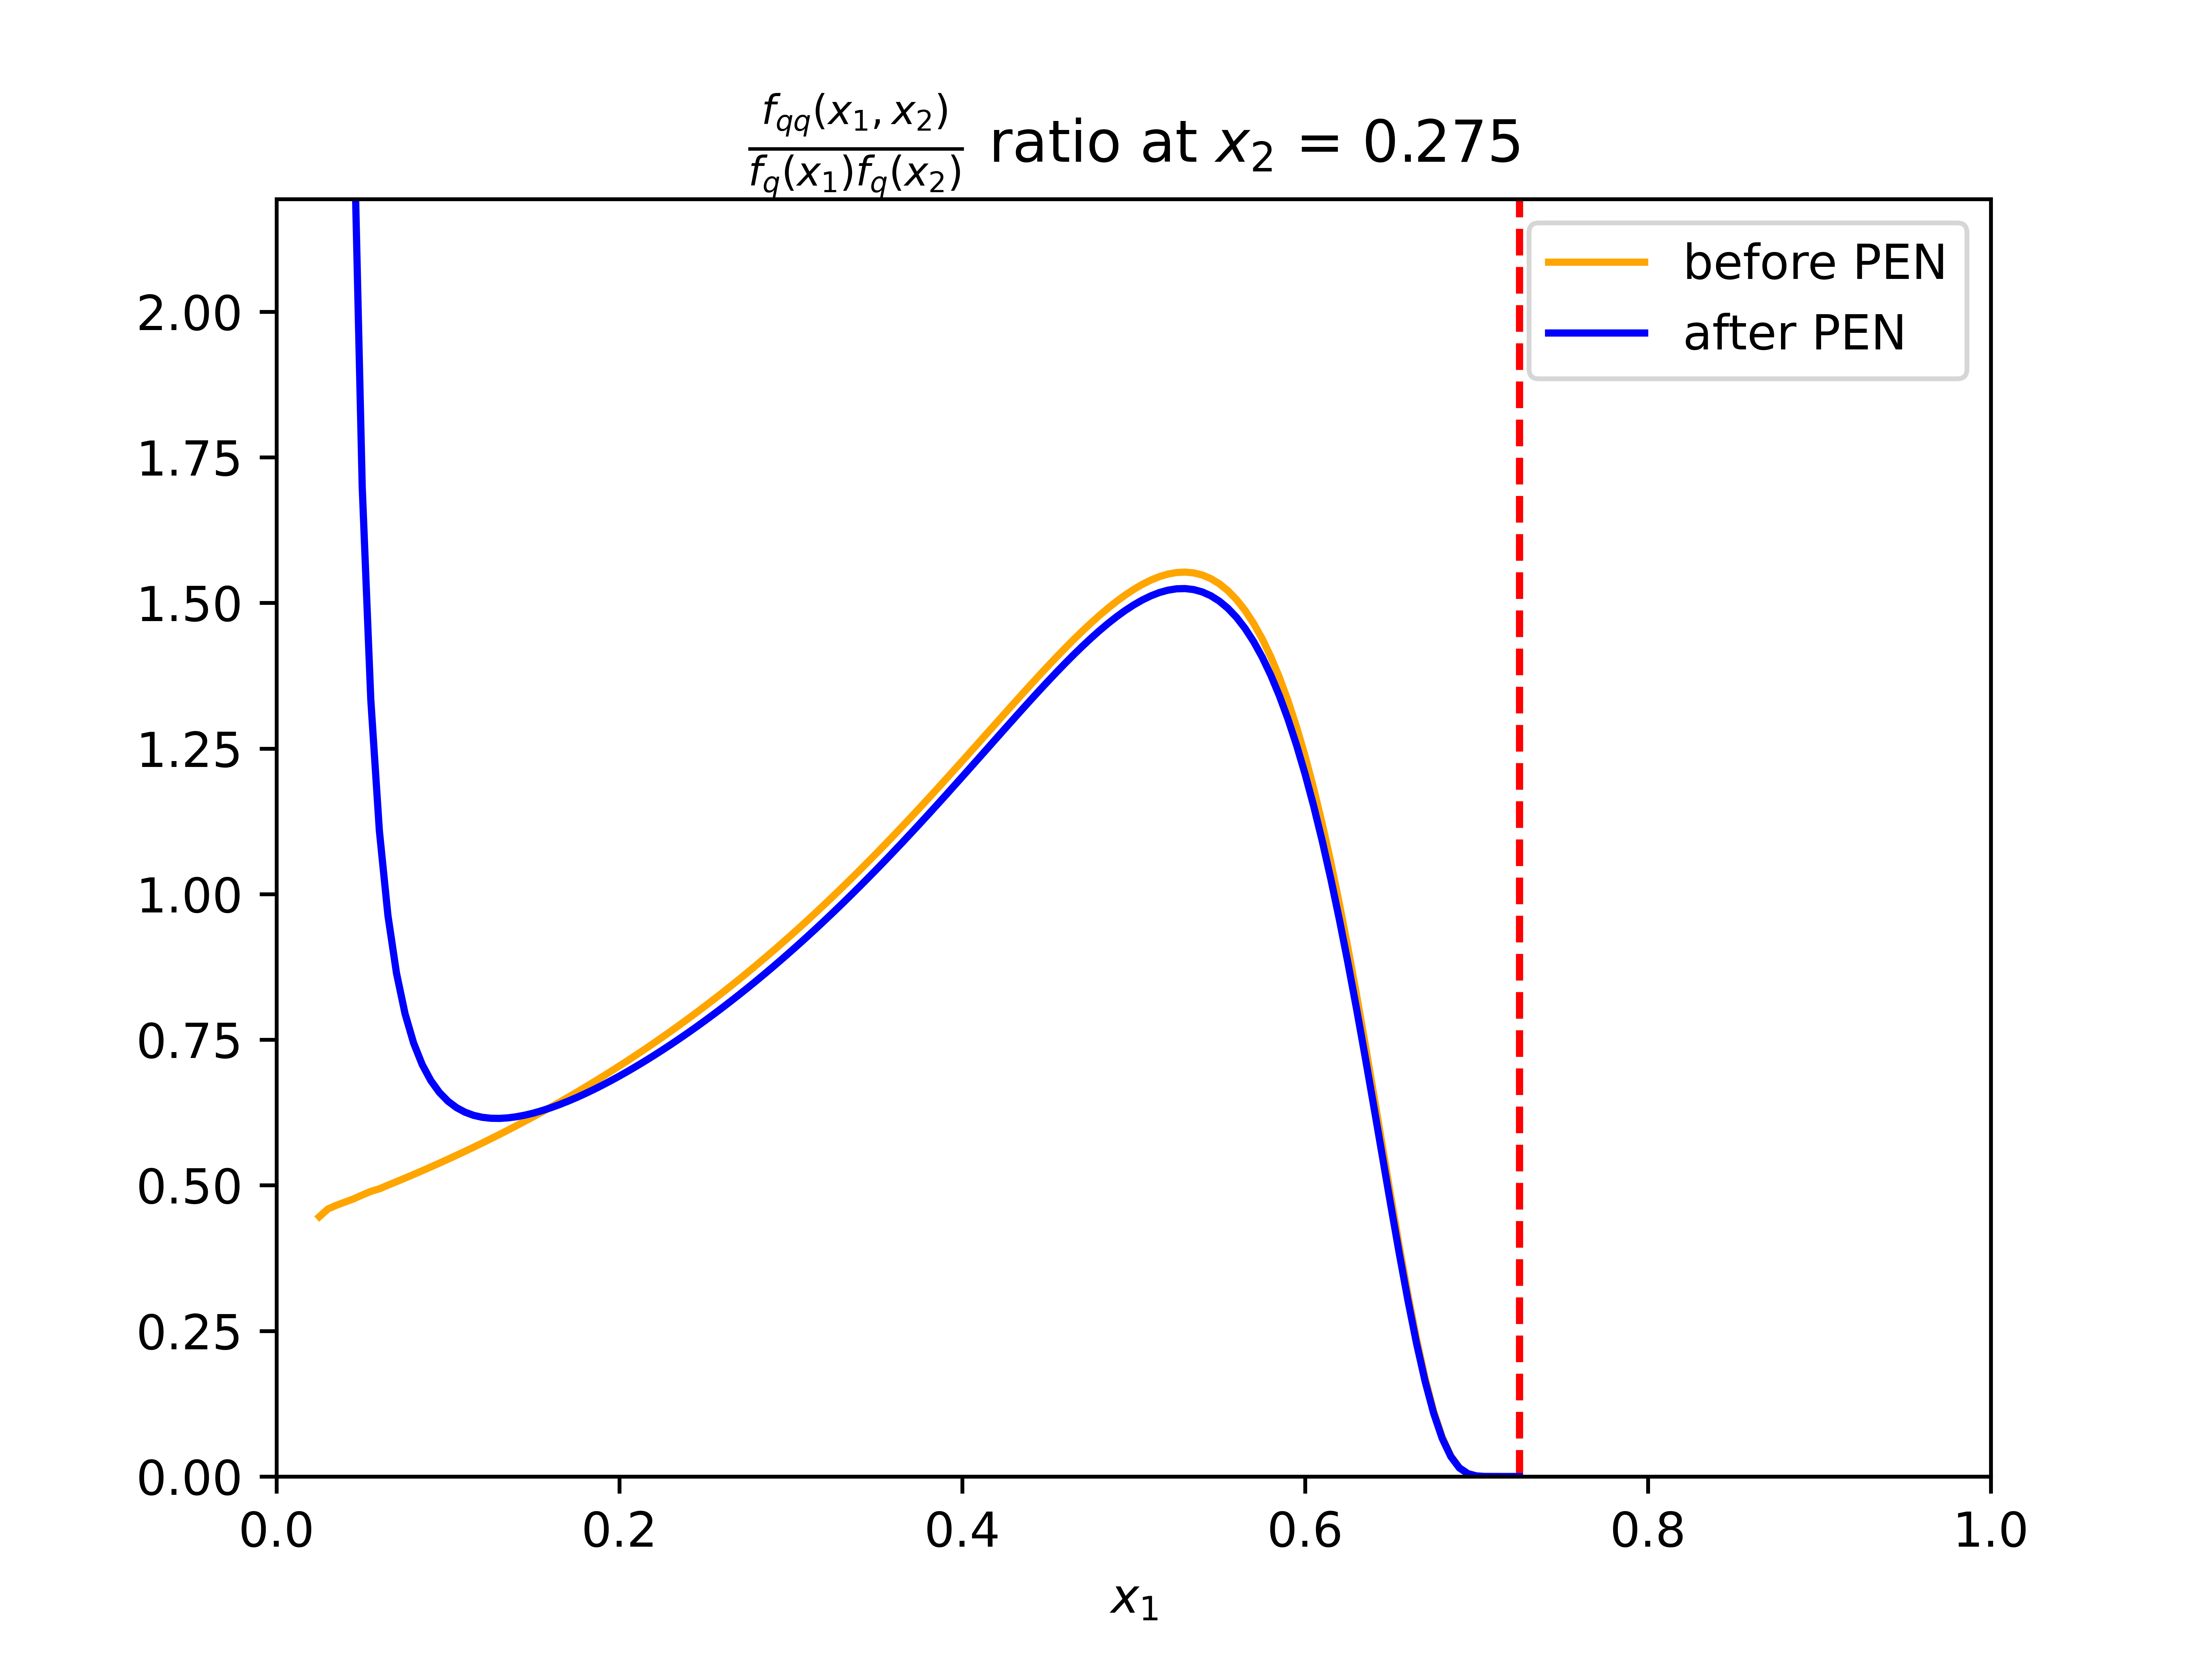 f_{qq}(x_1, x_2)
f_q(x_1)f_q(x_2) ratio at x_2 = 0.275
before PEN
after PEN
2.00
1.75
1.50
1.25
1.00
0.75
0.50
0.25
0.00
0.0 0.2 0.4 0.6 0.8 1.0
x_1